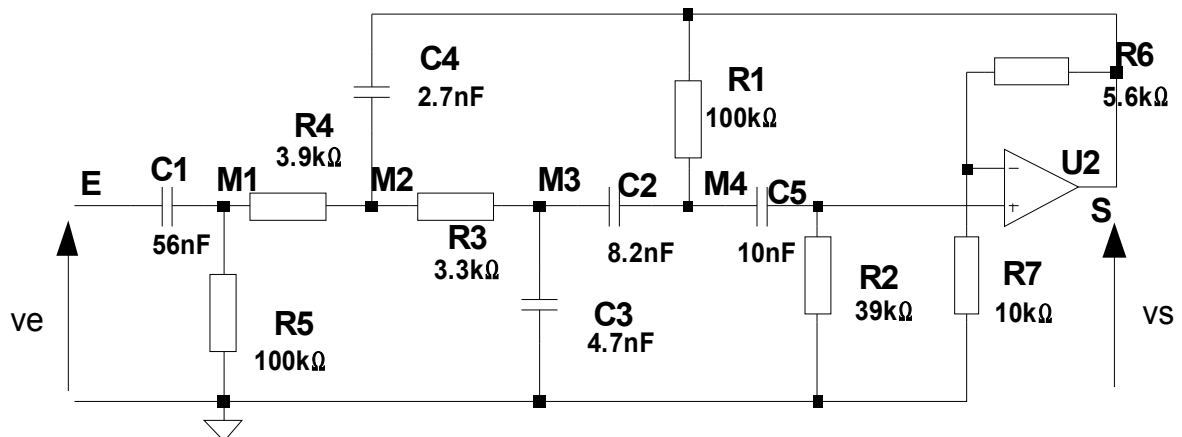 C4
2.7nF
R1
100kΩ
R6
5.6kΩ
R4
3.9kΩ
U2
E
C1
M1
M2
M3
C2
M4
C5
−
+
S
56nF
R3
3.3kΩ
8.2nF
10nF
ve
R5
100kΩ
C3
4.7nF
R2
39kΩ
R7
10kΩ
vs